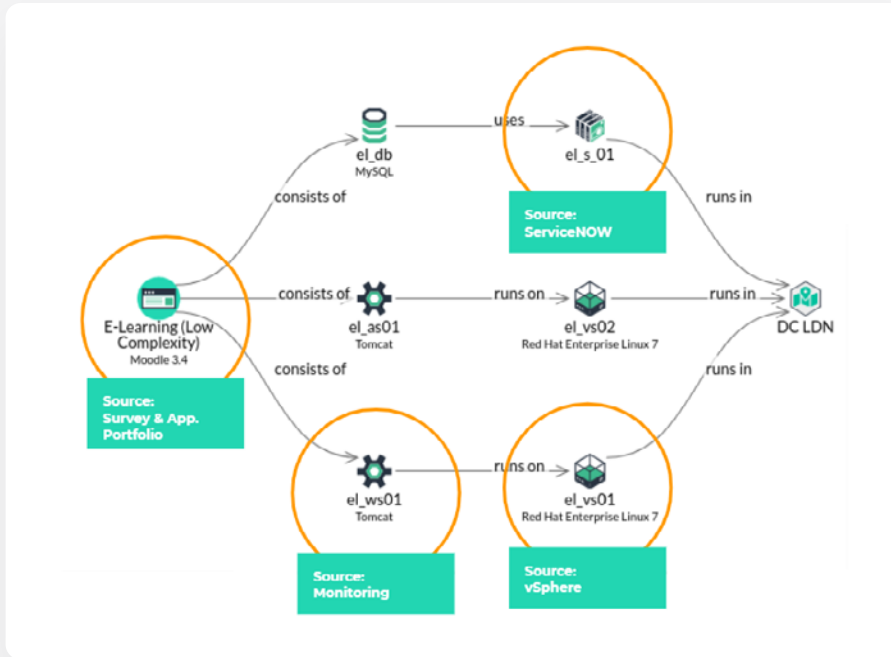 el_db
MySQL
uses
el_s_01
consists of
runs in
Source:
ServiceNOW
E-Learning (Low
Complexity)
Moodle 3.4
consists of
el_as01
Tomcat
runs on
el_vs02
Red Hat Enterprise Linux 7
runs in
DC LDN
Source:
Survey & App.
Portfolio
consists of
runs in
el_ws01
Tomcat
runs on
el_vs01
Red Hat Enterprise Linux 7
Source:
Monitoring
Source:
vSphere